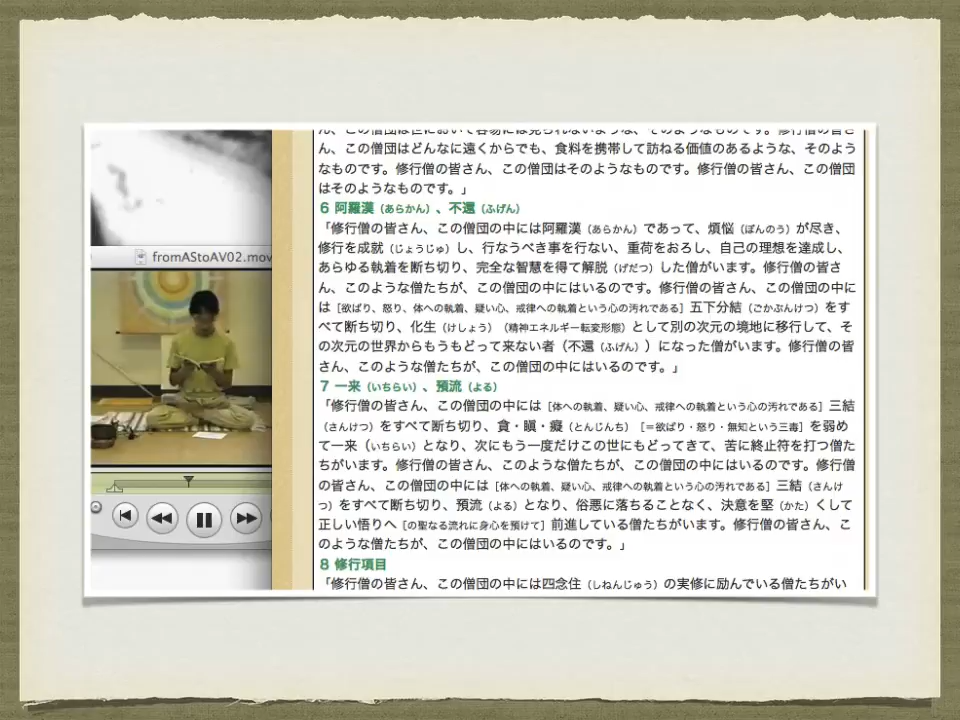 ん、この僧団は世において容易には見られないような、そのようなものです。修行僧の皆さ
ん、この僧団はどんなに遠くからでも、食料を携帯して訪ねる価値のあるような、そのよう
なものです。修行僧の皆さん、この僧団はそのようなものです。修行僧の皆さん、この僧団
はそのようなものです。」
6 阿羅漢（あらかん）、不還（ふげん）
「修行僧の皆さん、この僧団の中には阿羅漢（あらかん）であって、煩悩（ぼんのう）が尽き、
修行を成就（じょうじゅ）し、行なうべき事を行ない、重荷をおろし、自己の理想を達成し、
あらゆる執着を断ち切り、完全な智慧を得て解脱（げだつ）した僧がいます。修行僧の皆さ
ん、このような僧たちが、この僧団の中にはいるのです。修行僧の皆さん、この僧団の中に
は［欲ばり、怒り、体への執着、疑い心、戒律への執着という心の汚れである］五下分結（ごかぶんけつ）をす
べて断ち切り、化生（けしょう）（精神エネルギー転変形態）として別の次元の境地に移行して、そ
の次元の世界からもうもどって来ない者（不還（ふげん））になった僧がいます。修行僧の皆
さん、このような僧たちが、この僧団の中にはいるのです。」
7 一来（いちらい）、預流（よる）
「修行僧の皆さん、この僧団の中には［体への執着、疑い心、戒律への執着という心の汚れである］三結
（さんけつ）をすべて断ち切り、貪・瞋・癡（とんじんち）［＝欲ばり・怒り・無知という三毒］を弱め
て一来（いちらい）となり、次にもう一度だけこの世にもどってきて、苦に終止符を打つ僧た
ちがいます。修行僧の皆さん、このような僧たちが、この僧団の中にはいるのです。修行僧
の皆さん、この僧団の中には［体への執着、疑い心、戒律への執着という心の汚れである］三結（さんけ
つ）をすべて断ち切り、預流（よる）となり、俗悪に落ちることなく、決意を堅（かた）くして
正しい悟りへ［の聖なる流れに身心を預けて］前進している僧たちがいます。修行僧の皆さん、こ
のような僧たちが、この僧団の中にはいるのです。」
8 修行項目
「修行僧の皆さん、この僧団の中には四念住（しねんじゅう）の実修に励んでいる僧たちがい
fromAStoAV02.mov